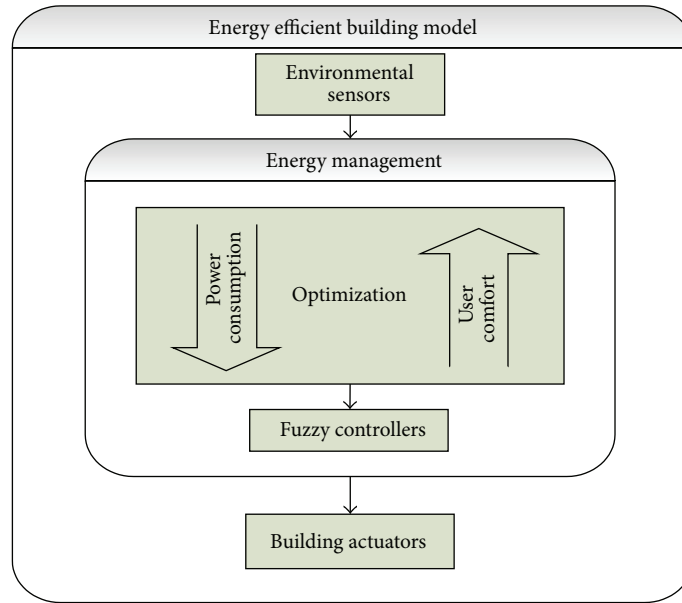 Energy efficient building model
Environmental
sensors
Energy management
Power
consumption
Optimization
User
comfort
Fuzzy controllers
Building actuators